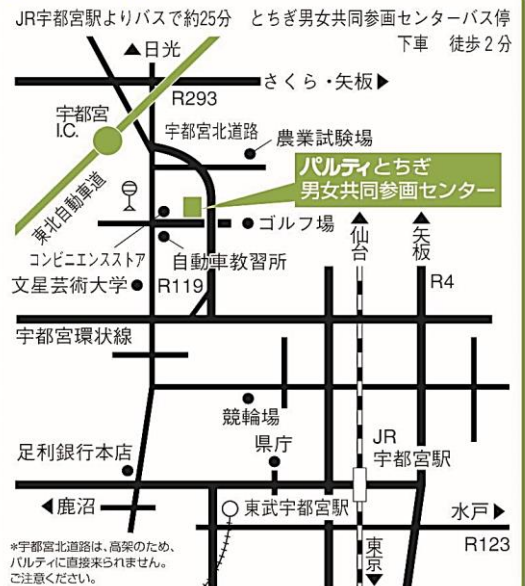 JR宇都宮駅よりバスで約25分　とちぎ男女共同参画センターバス停
下車　徒歩2分
▲日光
さくら・矢板▶
R293
宇都宮
I.C.
宇都宮北道路
農業試験場
パルティとちぎ
男女共同参画センター
東北自動車道
ゴルフ場
仙台
矢板
コンビニエンスストア
自動車教習所
文星芸術大学
R119
R4
宇都宮環状線
競輪場
県庁
JR
宇都宮駅
足利銀行本店
◀鹿沼
東武宇都宮駅
水戸▶
R123
東京
*宇都宮北道路は、高架のため、
パルティに直接来られません。
ご注意ください。